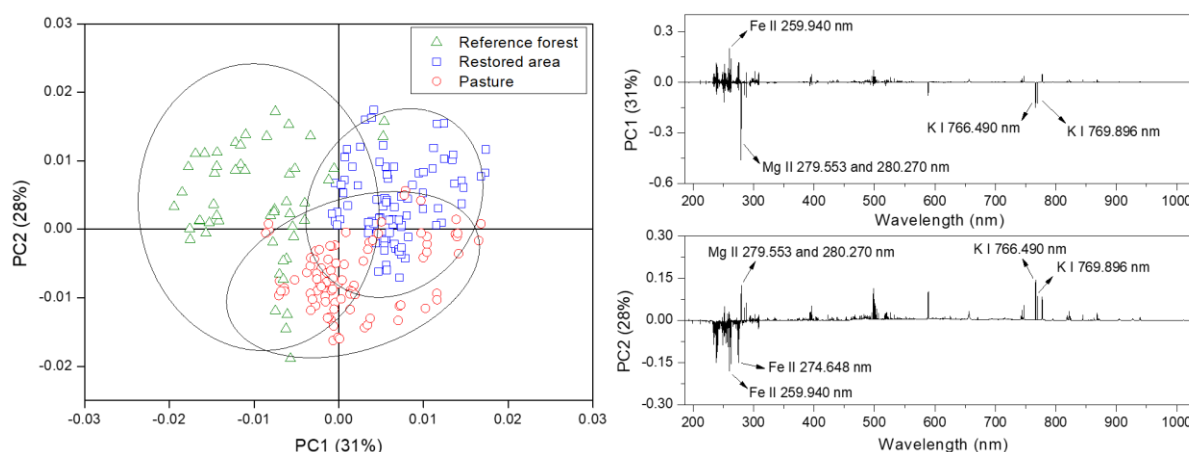 0.03
0.02
0.01
0.00
-0.01
-0.02
PC2 (28%)
-0.03 -0.02 -0.01 0.00 0.01 0.02 0.03
PC1 (31%)
Reference forest
Restored area
Pasture
0.3
0.0
-0.3
-0.6
PC1 (31%)
Fe II 259.940 nm
K I 766.490 nm
K I 769.896 nm
Mg II 279.553 and 280.270 nm
200 300 400 500 600 700 800 900 1000
Wavelength (nm)
0.30
0.15
0.00
-0.15
-0.30
PC2 (28%)
Mg II 279.553 and 280.270 nm
K I 766.490 nm
K I 769.896 nm
Fe II 274.648 nm
Fe II 259.940 nm
200 300 400 500 600 700 800 900 1000
Wavelength (nm)